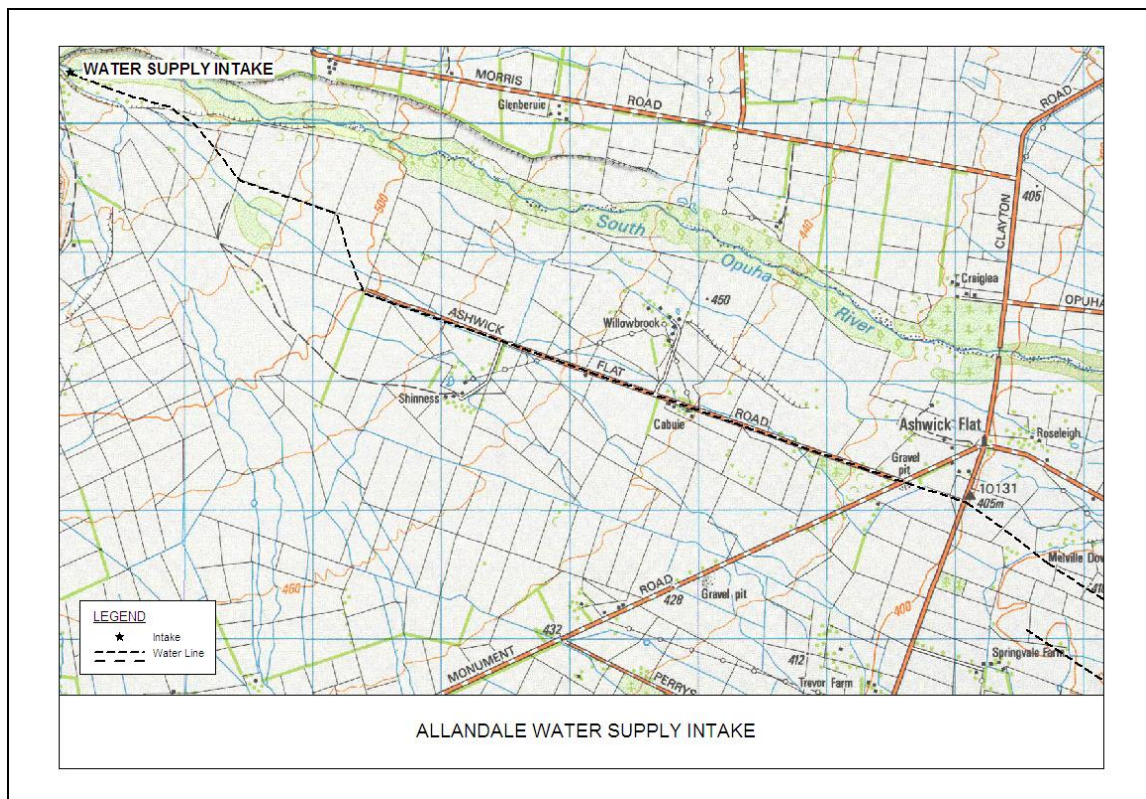 WATER SUPPLY INTAKE
MORRIS ROAD
Glenberuie
ROAD
405
CLAYTON
500
440
South Opuha River
Craiglea
OPUHA
450
Willowbrook
ASHWICK FLAT ROAD
Shinness
Cabuie
Ashwick Flat
Roseleigh
Gravel pit
10131
405m
Melville Dow
410
460
ROAD
Gravel pit
428
400
432
MONUMENT
PERRYS
412
Trevor Farm
Springvale Farm
LEGEND
Intake
Water Line
ALLANDALE WATER SUPPLY INTAKE